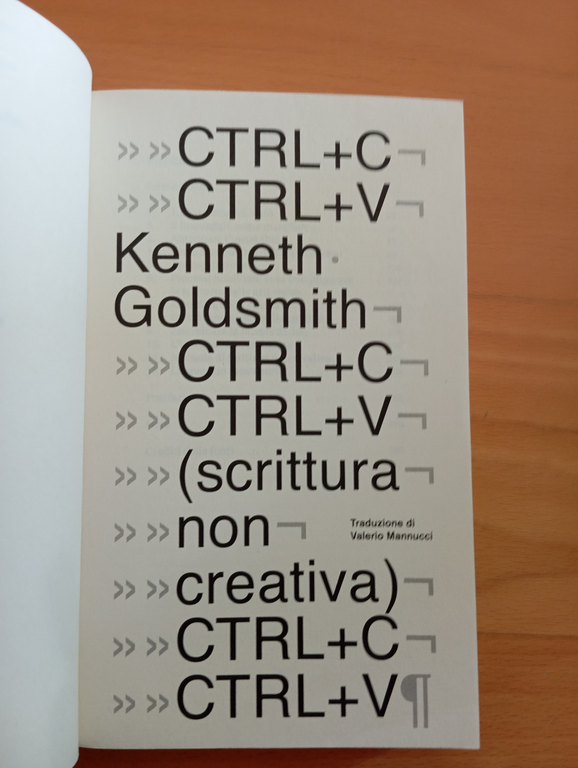 »» CTRL+C¬
»» CTRL+V¬
Kenneth·
Goldsmith¬
»» CTRL+C¬
»» CTRL+V¬
»» (scrittura¬
»» non¬
Traduzione di
Valerio Mannucci
»» creativa)¬
»» CTRL+C¬
»» CTRL+V¶